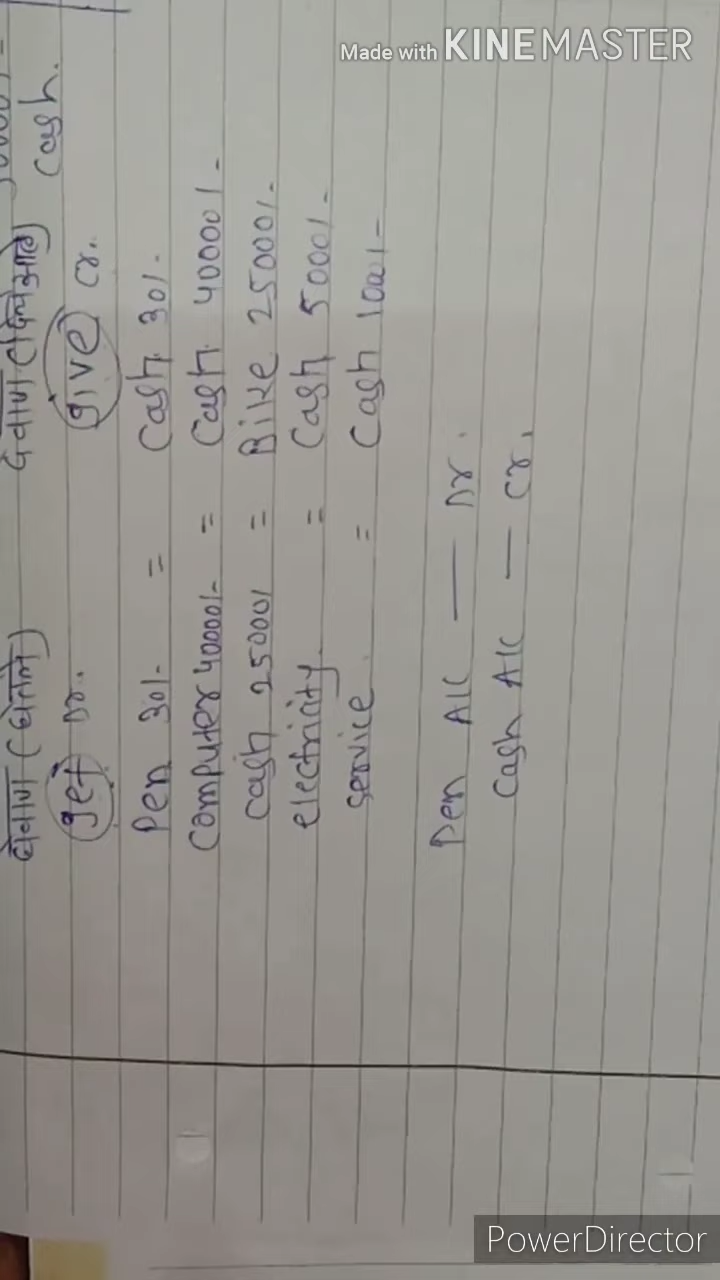 Made with KINEMASTER
cash.
घेवाण (घेतले) देवाण
get Dr. give Cr.
Pen 30/- = Cash 30/-
Computer 40000/- = Cash 40000/-
Cash 25000/ = Bike 25000/-
electricity = Cash 5000/-
service = Cash 1000/-
Pen A/C — Dr.
Cash A/C — Cr.
PowerDirector